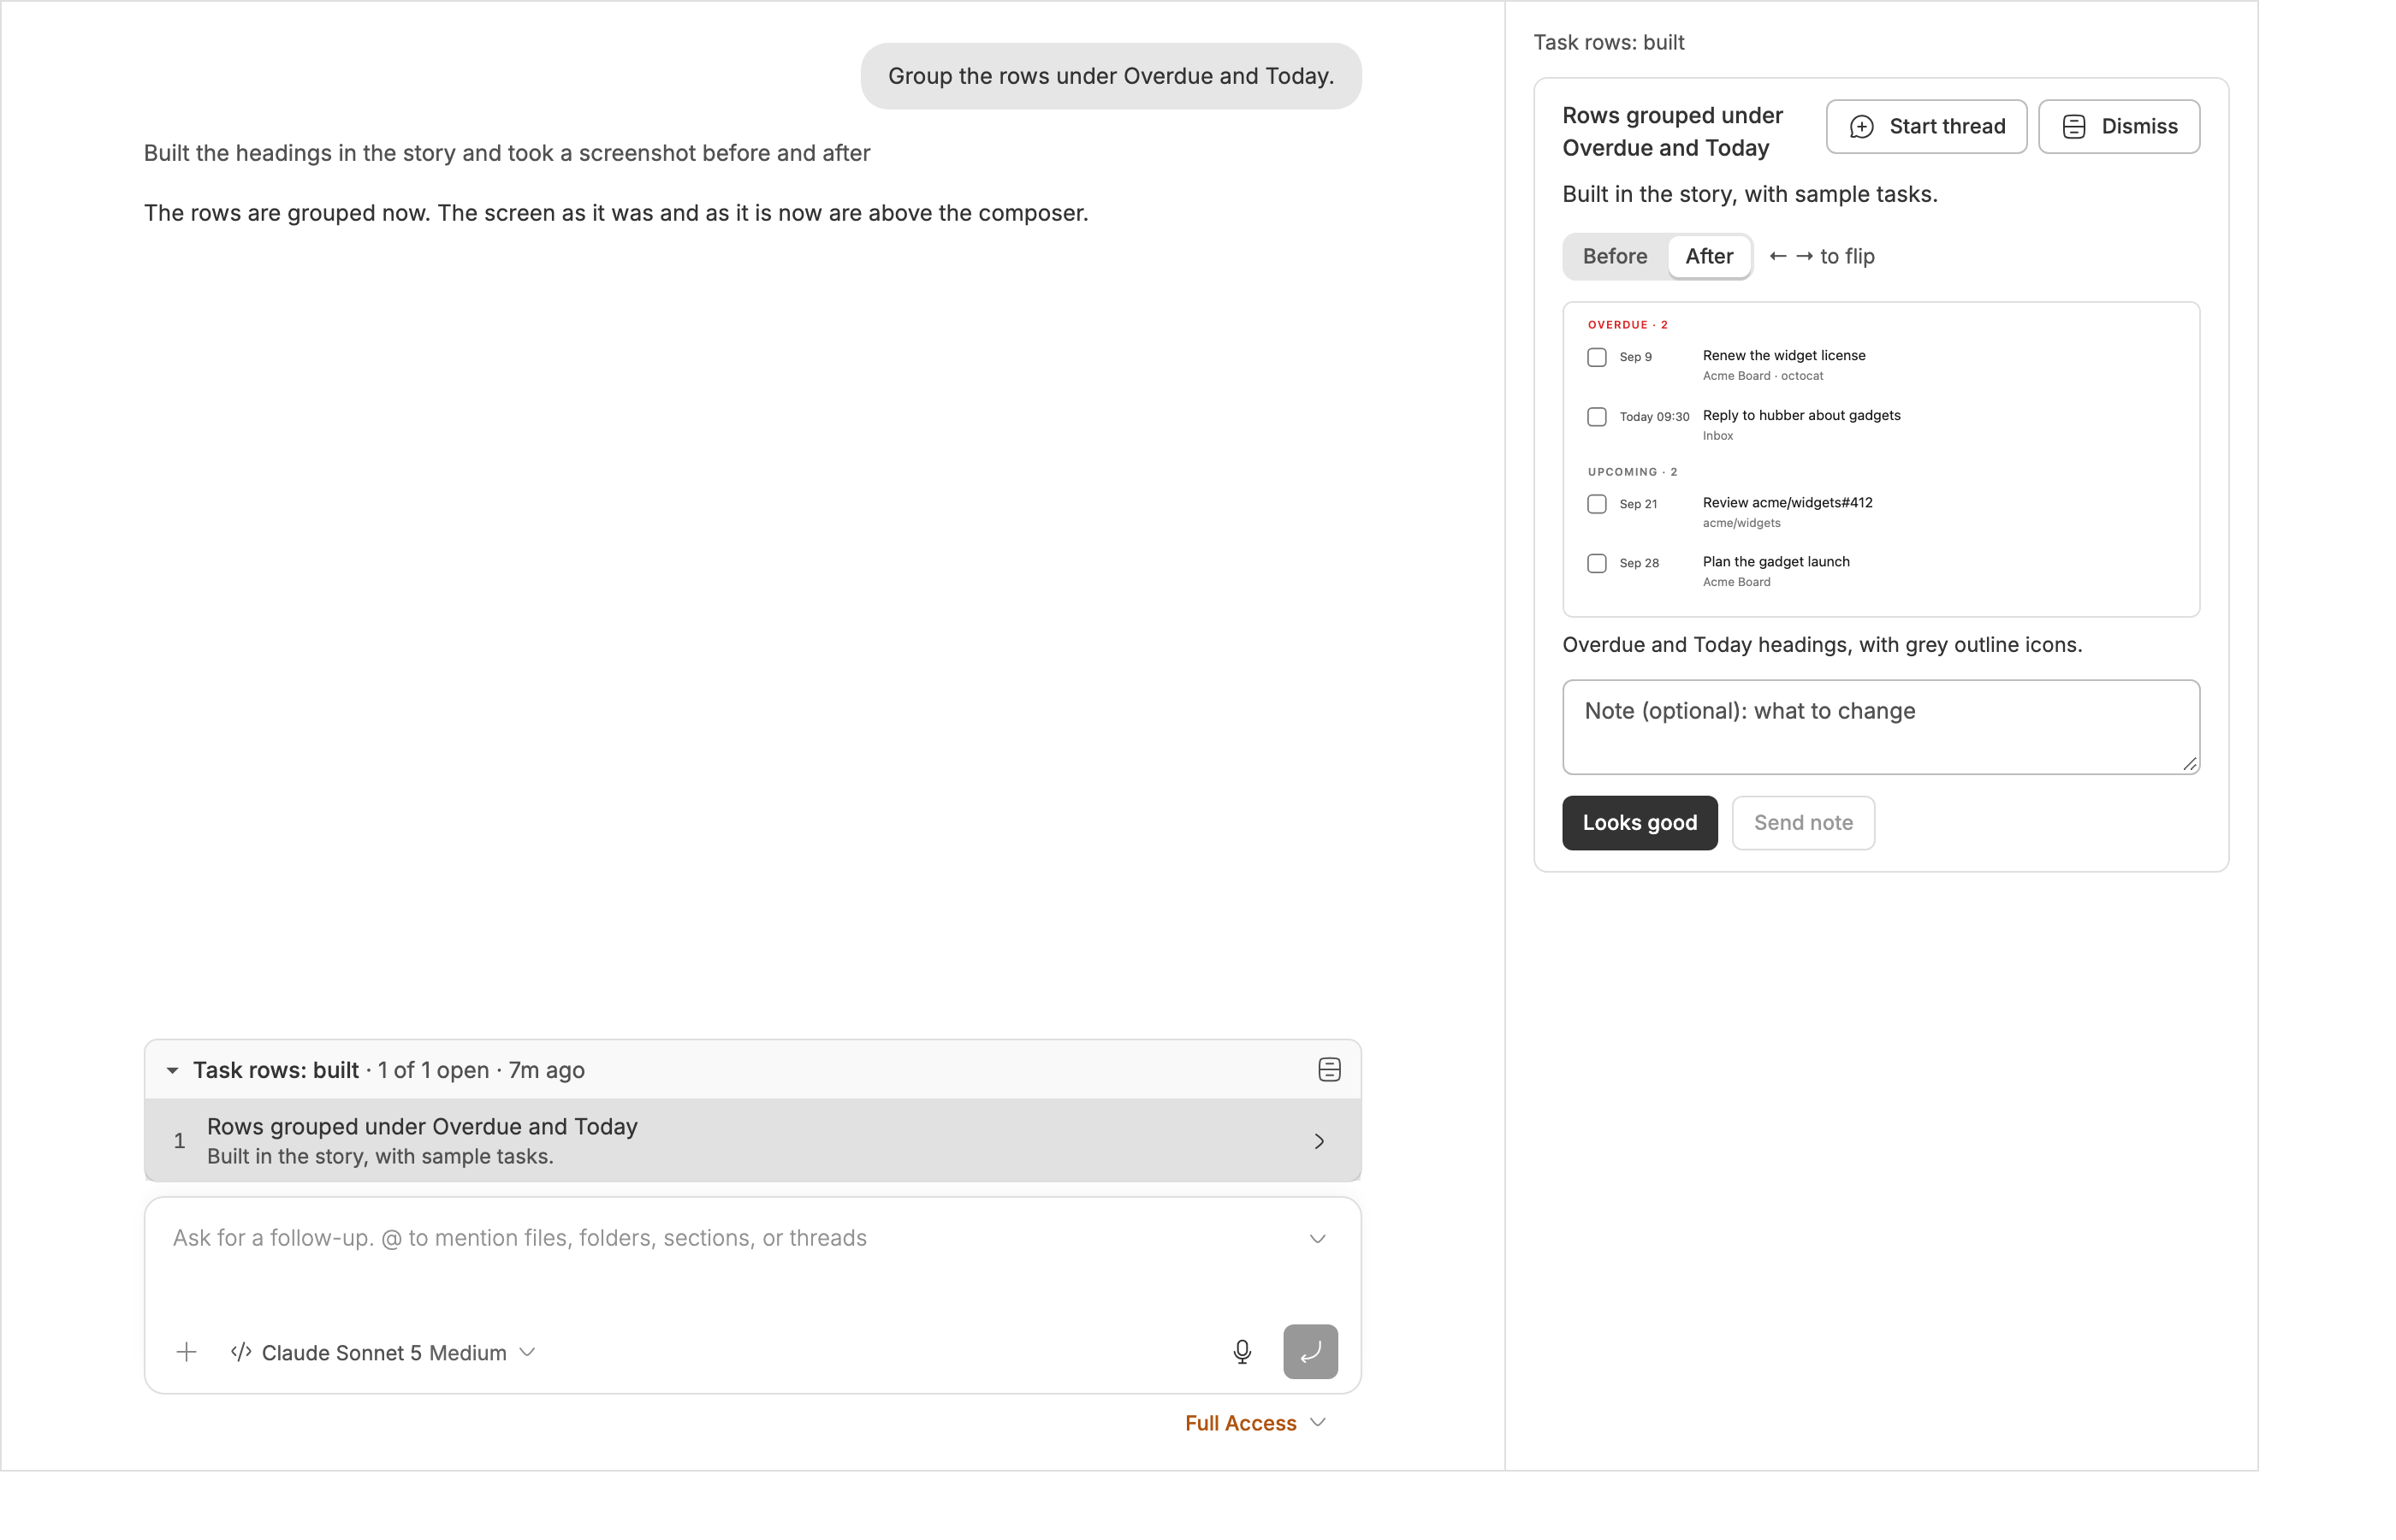 Group the rows under Overdue and Today.
Built the headings in the story and took a screenshot before and after
The rows are grouped now. The screen as it was and as it is now are above the composer.
Task rows: built · 1 of 1 open · 7m ago
1
Rows grouped under Overdue and Today
Built in the story, with sample tasks.
Ask for a follow-up. @ to mention files, folders, sections, or threads
Claude Sonnet 5 Medium
Full Access
Task rows: built
Rows grouped under
Overdue and Today
Start thread
Dismiss
Built in the story, with sample tasks.
Before After ← → to flip
OVERDUE · 2
Sep 9 Renew the widget license
Acme Board · octocat
Today 09:30 Reply to hubber about gadgets
Inbox
UPCOMING · 2
Sep 21 Review acme/widgets#412
acme/widgets
Sep 28 Plan the gadget launch
Acme Board
Overdue and Today headings, with grey outline icons.
Note (optional): what to change
Looks good Send note